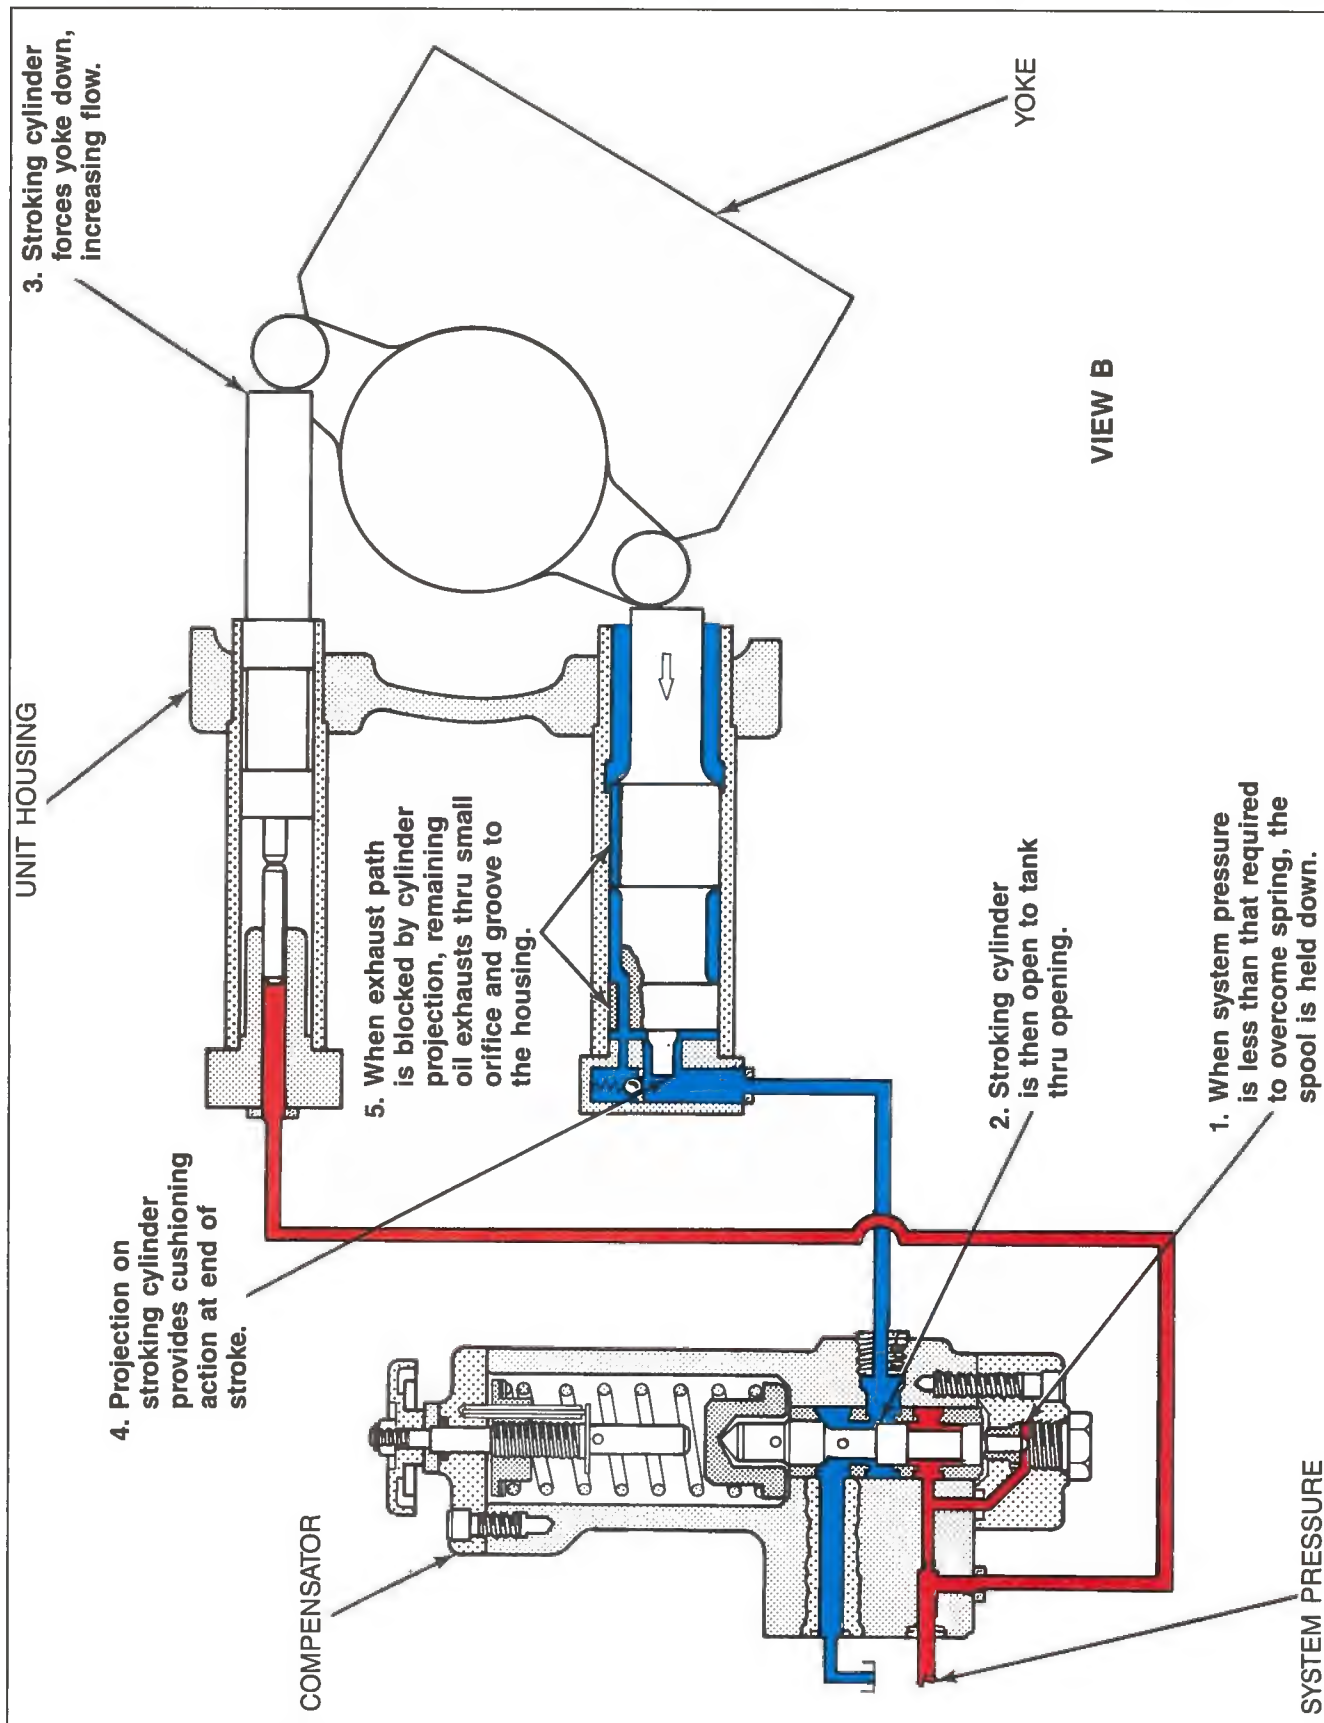 UNIT HOUSING
3. Stroking cylinder
forces yoke down,
increasing flow.
4. Projection on
stroking cylinder
provides cushioning
action at end of
stroke.
5. When exhaust path
is blocked by cylinder
projection, remaining
oil exhausts thru small
orifice and groove to
the housing.
COMPENSATOR
YOKE
2. Stroking cylinder
is then open to tank
thru opening.
VIEW B
1. When system pressure
is less than that required
to overcome spring, the
spool is held down.
SYSTEM PRESSURE